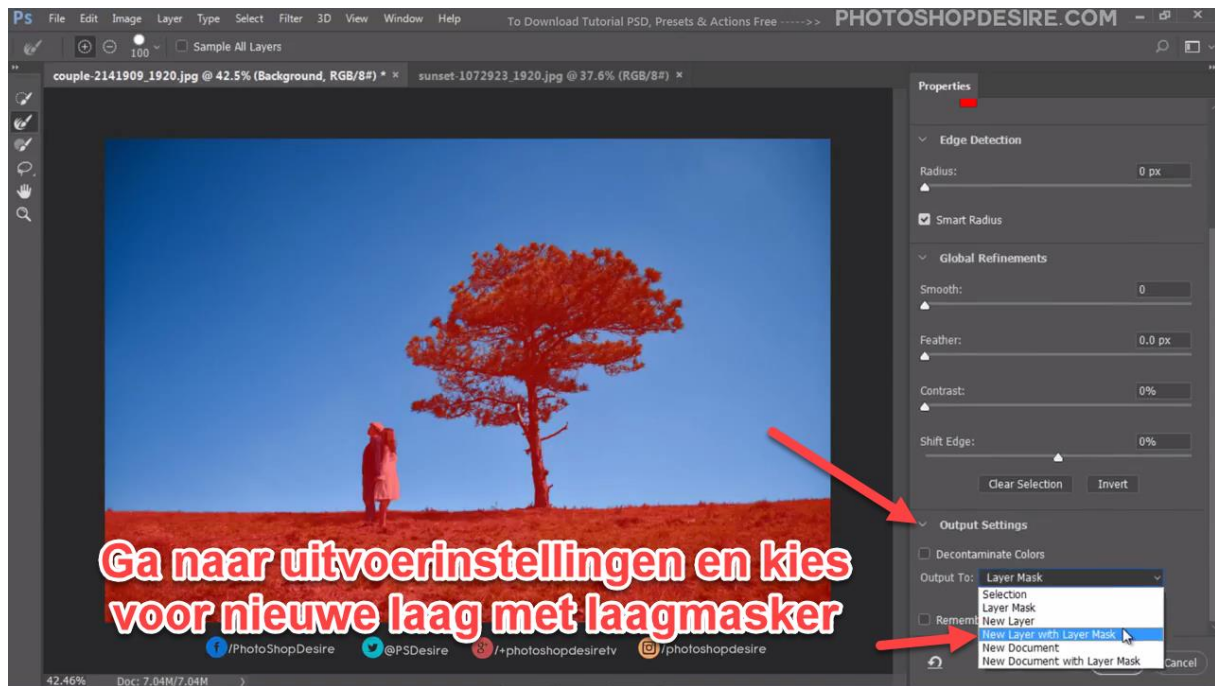 Ps File Edit Image Layer Type Select Filter 3D View Window Help To Download Tutorial PSD, Presets & Actions Free ----->> PHOTOSHOPDESIRE.COM
100 Sample All Layers
couple-2141909_1920.jpg @ 42.5% (Background, RGB/8#) * × sunset-1072923_1920.jpg @ 37.6% (RGB/8#) ×
Properties
Edge Detection
Radius: 0 px
Smart Radius
Global Refinements
Smooth: 0
Feather: 0.0 px
Contrast: 0%
Shift Edge: 0%
Clear Selection Invert
Output Settings
Decontaminate Colors
Output To: Layer Mask
Selection
Layer Mask
New Layer
New Layer with Layer Mask
New Document
New Document with Layer Mask
Cancel
Ga naar uitvoerinstellingen en kies
voor nieuwe laag met laagmasker
/PhotoShopDesire @PSDesire /+photoshopdesiretv /photoshopdesire
42.46% Doc: 7.04M/7.04M